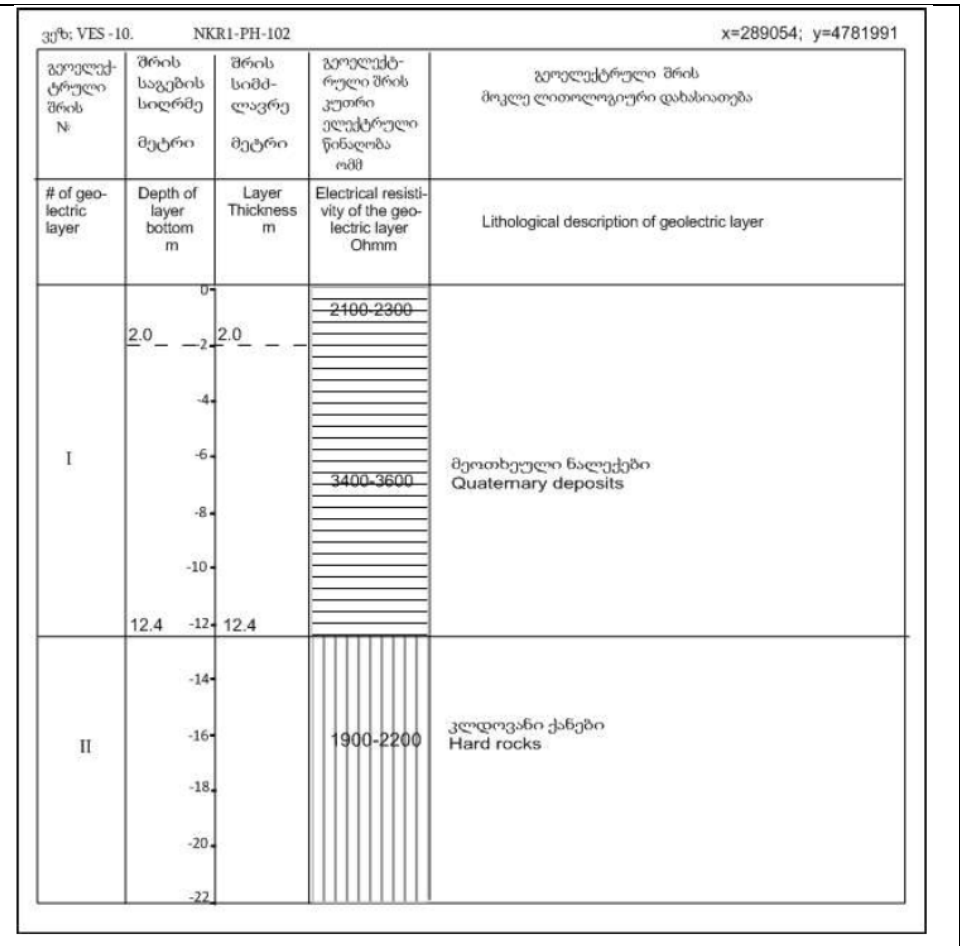 ვეზ; VES -10. NKR1-PH-102 x=289054; y=4781991
გეოელექ-
ტრული
შრის
№
შრის
საგების
სიღრმე
მეტრი
შრის
სიმძ-
ლავრე
მეტრი
გეოელექტ-
რული შრის
კუთრი
ელექტრული
წინაღობა
ომმ
გეოელექტრული შრის
მოკლე ლითოლოგიური დახასიათება
# of geo-
lectric
layer
Depth of
layer
bottom
m
Layer
Thickness
m
Electrical resisti-
vity of the geo-
lectric layer
Ohmm
Lithological description of geolectric layer
0
2100-2300
2.0 -2 2.0
-4
I
-6
3400-3600
მეოთხეული ნალექები
Quaternary deposits
-8
-10
12.4 -12 12.4
-14
II
-16
1900-2200
კლდოვანი ქანები
Hard rocks
-18
-20
-22